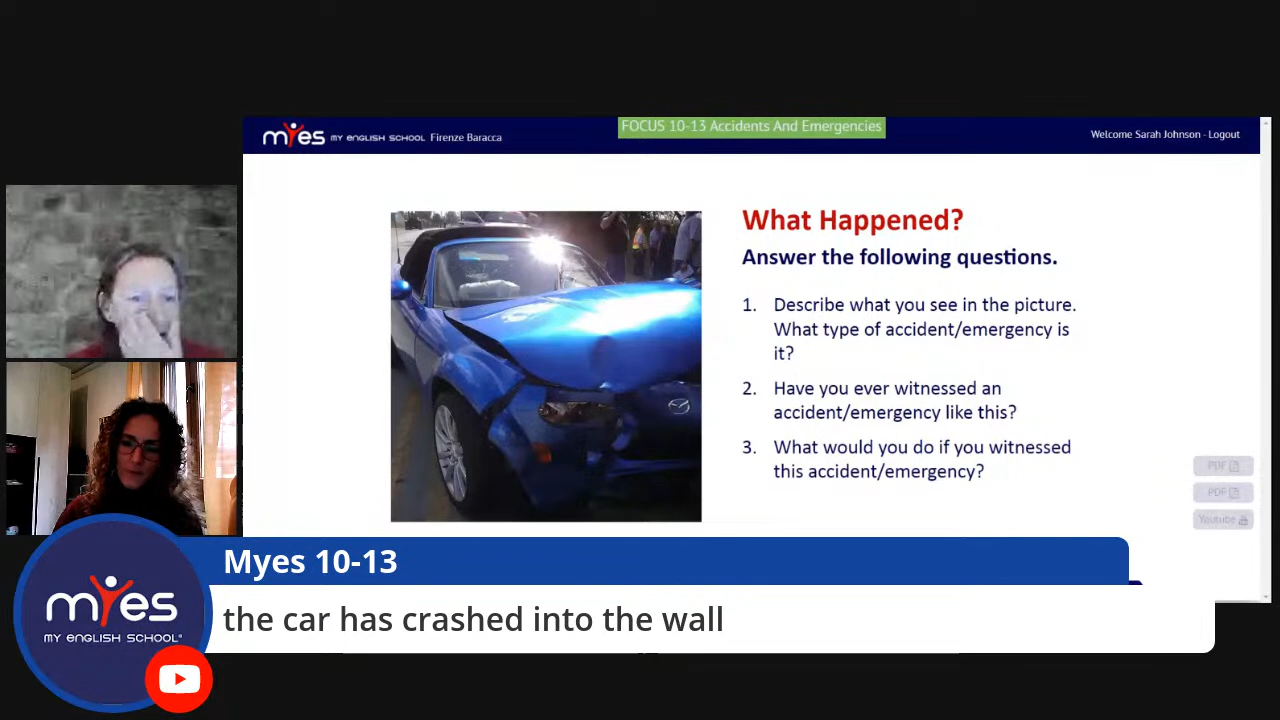 myes MY ENGLISH SCHOOL Firenze Baracca
FOCUS 10-13 Accidents And Emergencies
Welcome Sarah Johnson - Logout
What Happened?
Answer the following questions.
1. Describe what you see in the picture.
What type of accident/emergency is
it?
2. Have you ever witnessed an
accident/emergency like this?
3. What would you do if you witnessed
this accident/emergency?
PDF
PDF
Youtube
Myes 10-13
the car has crashed into the wall
myes
MY ENGLISH SCHOOL®